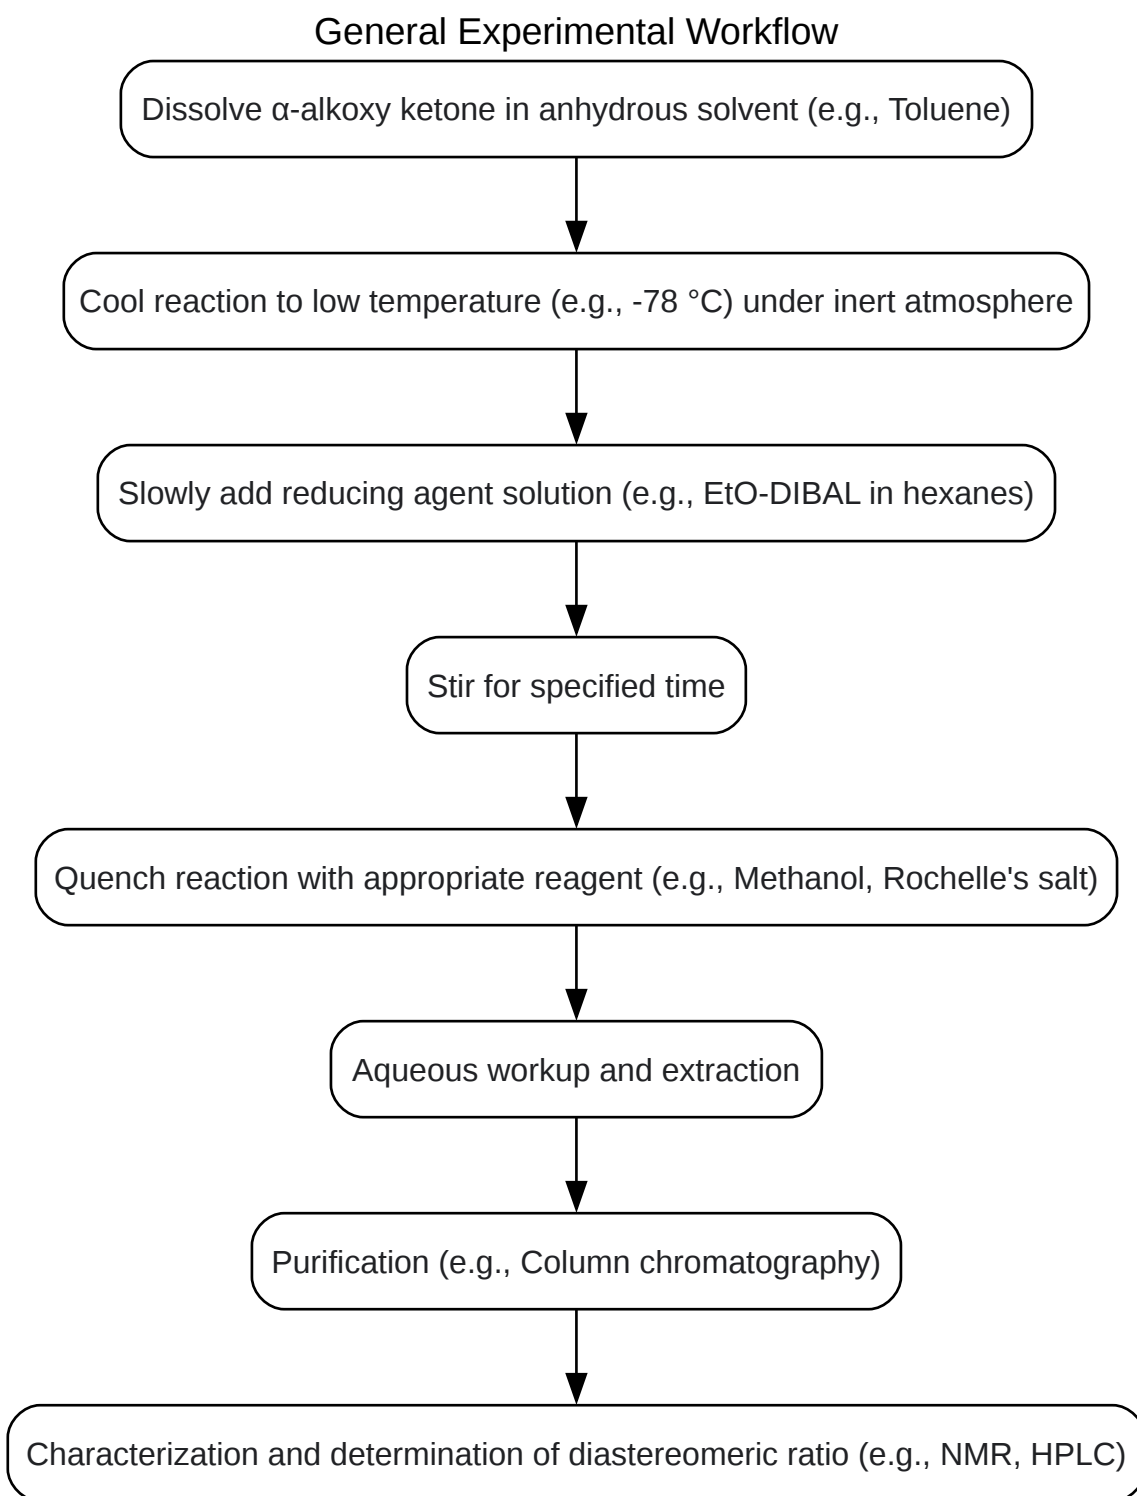 General Experimental Workflow
Dissolve α-alkoxy ketone in anhydrous solvent (e.g., Toluene)
Cool reaction to low temperature (e.g., -78 °C) under inert atmosphere
Slowly add reducing agent solution (e.g., EtO-DIBAL in hexanes)
Stir for specified time
Quench reaction with appropriate reagent (e.g., Methanol, Rochelle's salt)
Aqueous workup and extraction
Purification (e.g., Column chromatography)
Characterization and determination of diastereomeric ratio (e.g., NMR, HPLC)